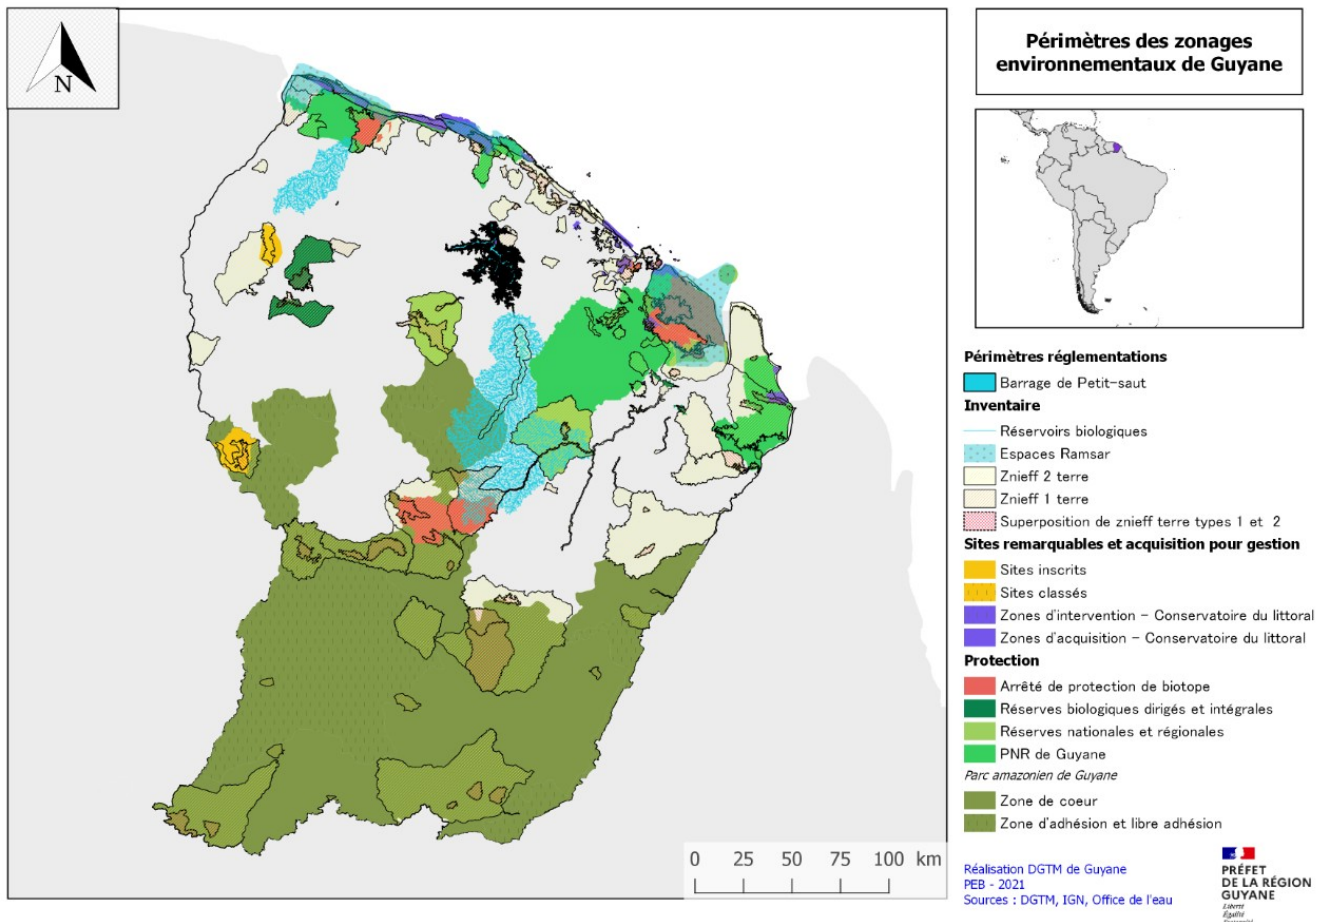 N
Périmètres des zonages
environnementaux de Guyane
Périmètres réglementations
Barrage de Petit-saut
Inventaire
Réservoirs biologiques
Espaces Ramsar
Znieff 2 terre
Znieff 1 terre
Superposition de znieff terre types 1 et 2
Sites remarquables et acquisition pour gestion
Sites inscrits
Sites classés
Zones d'intervention - Conservatoire du littoral
Zones d'acquisition - Conservatoire du littoral
Protection
Arrêté de protection de biotope
Réserves biologiques dirigés et intégrales
Réserves nationales et régionales
PNR de Guyane
Parc amazonien de Guyane
Zone de coeur
Zone d'adhésion et libre adhésion
0 25 50 75 100 km
Réalisation DGTM de Guyane
PEB - 2021
Sources : DGTM, IGN, Office de l'eau
PRÉFET
DE LA RÉGION
GUYANE
Liberté
Égalité